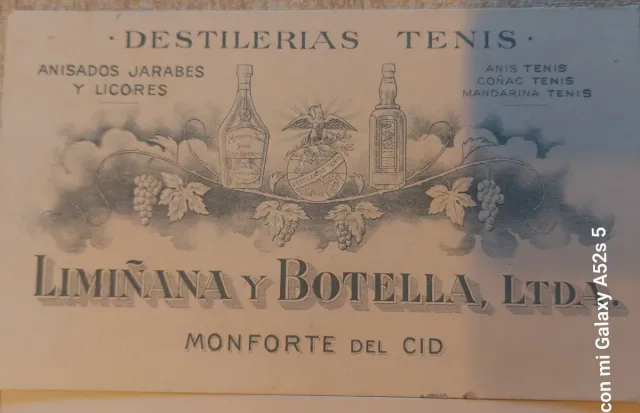 · DESTILERIAS TENIS ·
ANISADOS JARABES
Y LICORES
ANIS TENIS
COÑAC TENIS
MANDARINA TENIS
LIMIÑANA Y BOTELLA, LTDA.
MONFORTE DEL CID
con mi Galaxy A52s 5